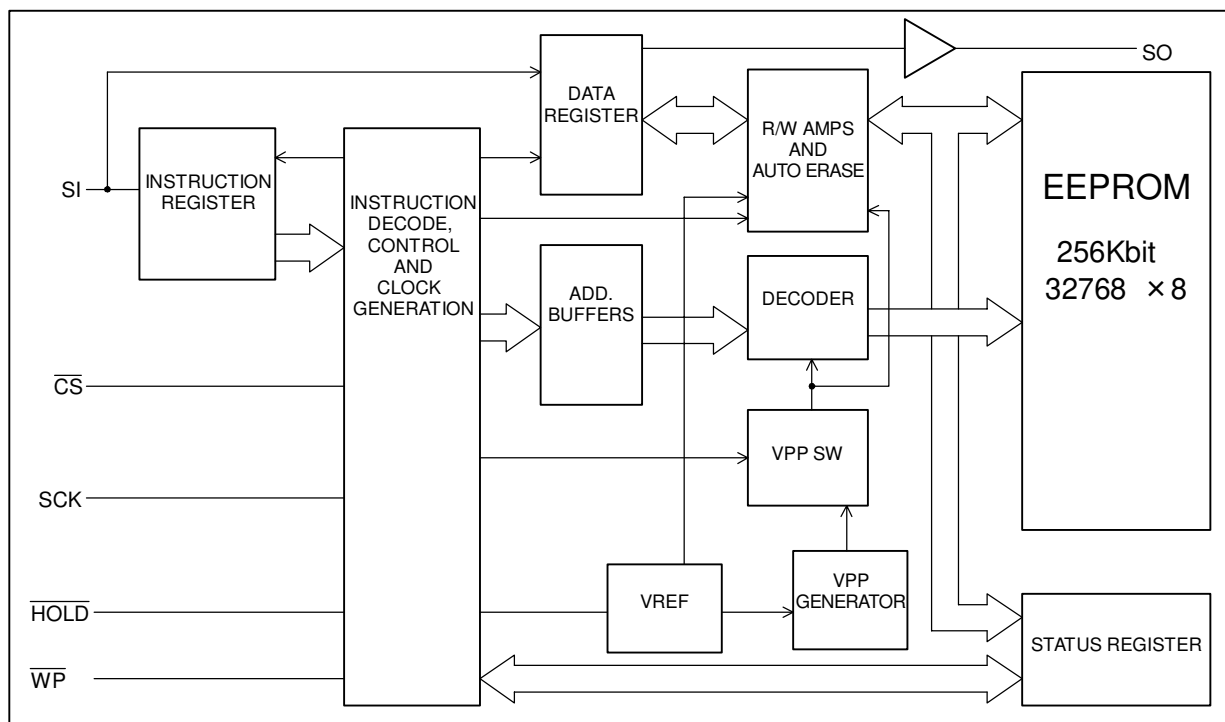 SO
DATA
REGISTER
R/W AMPS
AND
AUTO ERASE
EEPROM
256Kbit
32768 ×8
SI
INSTRUCTION
REGISTER
INSTRUCTION
DECODE,
CONTROL
AND
CLOCK
GENERATION
ADD.
BUFFERS
DECODER
CS
VPP SW
SCK
HOLD
VREF
VPP
GENERATOR
STATUS REGISTER
WP